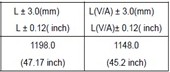 L ± 3.0(mm) L(V/A) ± 3.0(mm)
L ± 0.12( inch) L(V/A)± 0.12( inch)
1198.0 1148.0
(47.17 inch) (45.2 inch)